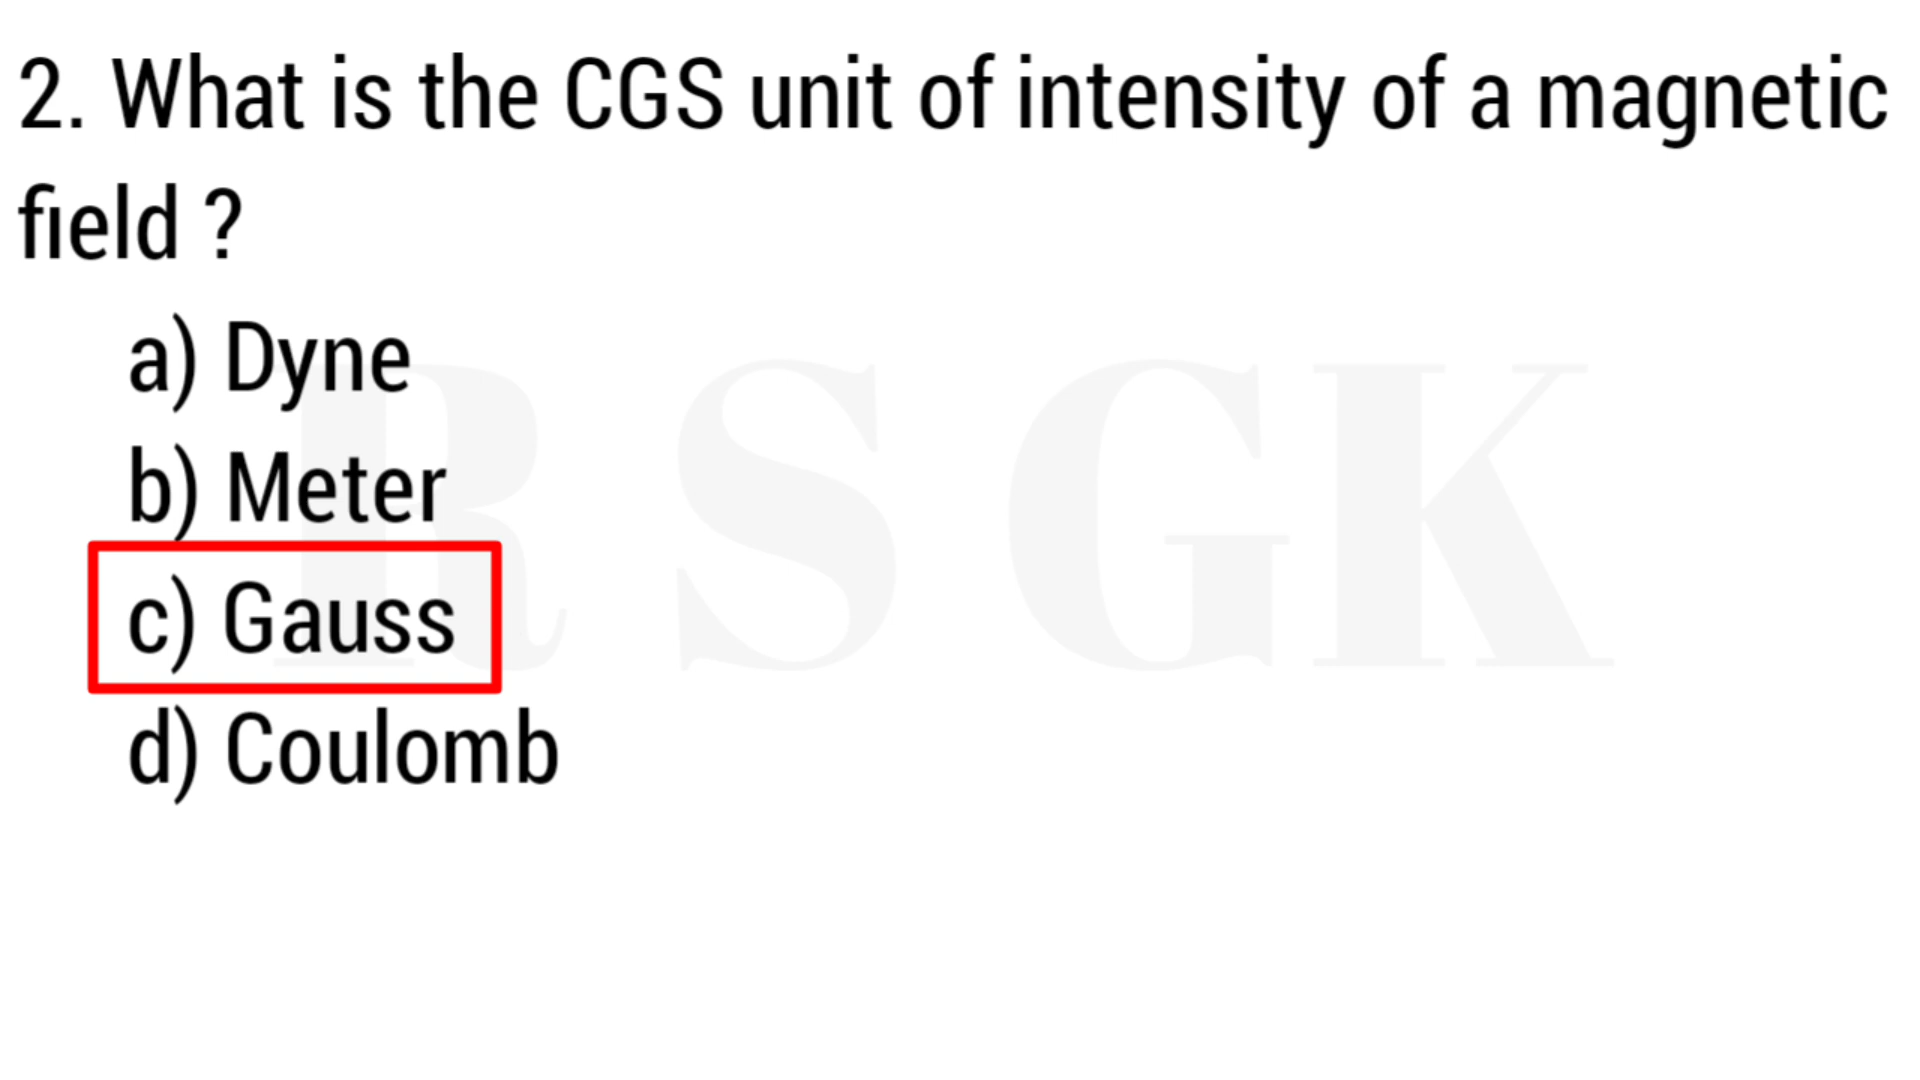 2. What is the CGS unit of intensity of a magnetic
field ?
a) Dyne
b) Meter
c) Gauss
d) Coulomb
R S GK